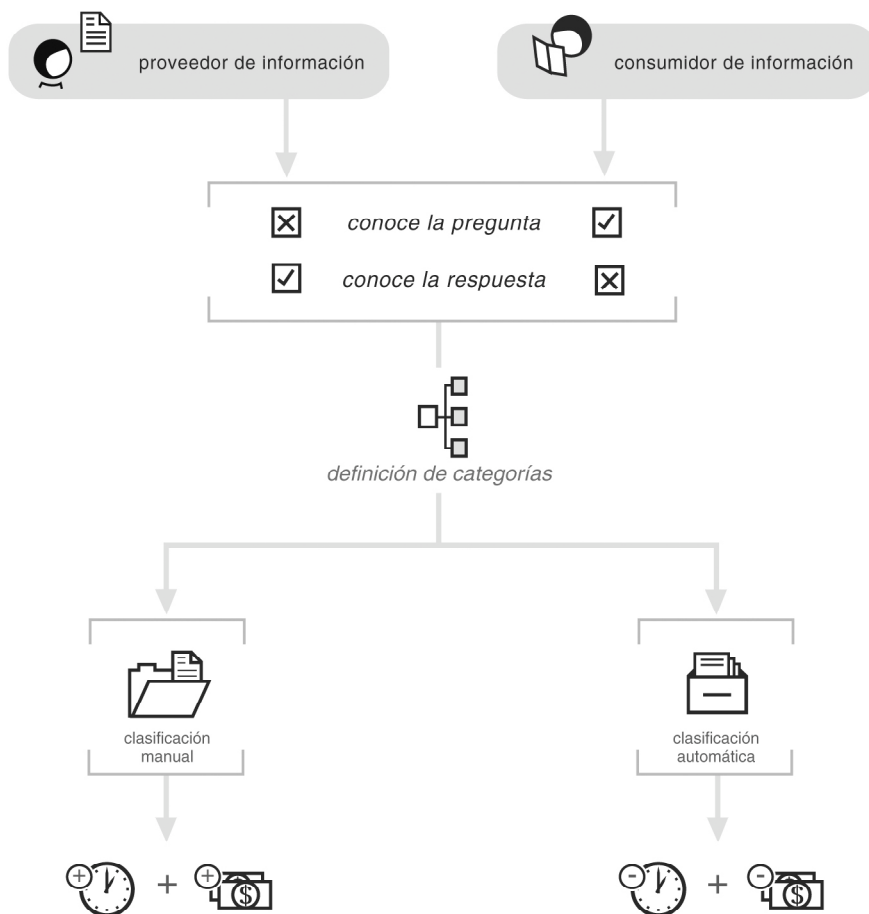 proveedor de información
consumidor de información
conoce la pregunta
conoce la respuesta
definición de categorías
clasificación
manual
clasificación
automática
+ + +
$
- + -
$